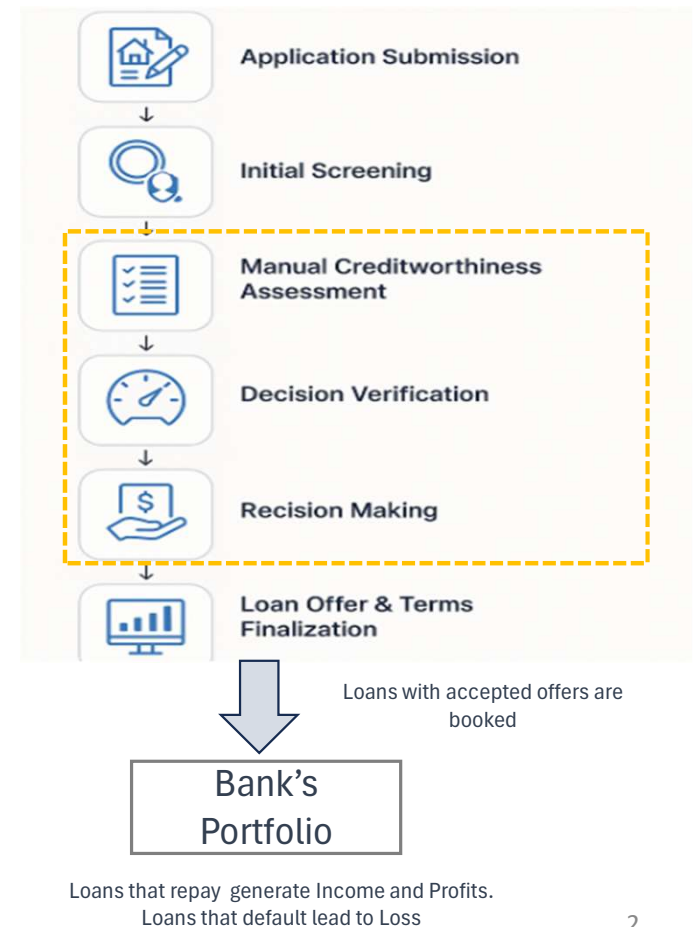 Application Submission
Initial Screening
Manual Creditworthiness
Assessment
Decision Verification
$
Recision Making
Loan Offer & Terms
Finalization
Loans with accepted offers are
booked
Bank's
Portfolio
Loans that repay generate Income and Profits.
Loans that default lead to Loss
2